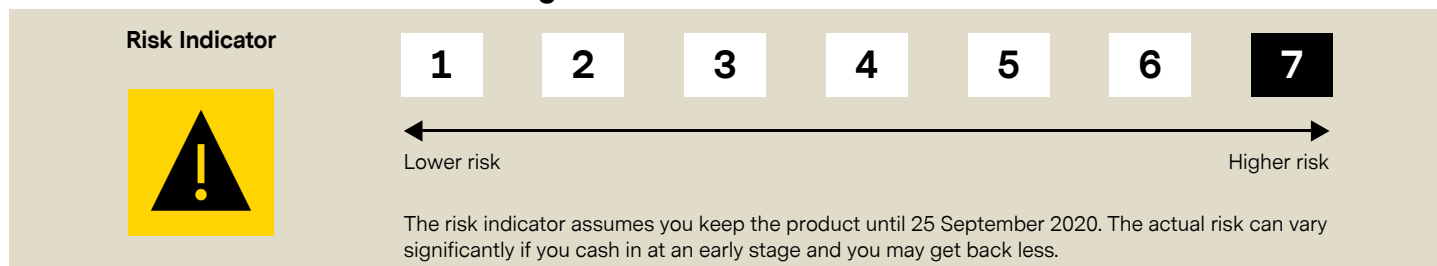 Risk Indicator
1 2 3 4 5 6 7
!
Lower risk Higher risk
The risk indicator assumes you keep the product until 25 September 2020. The actual risk can vary
significantly if you cash in at an early stage and you may get back less.